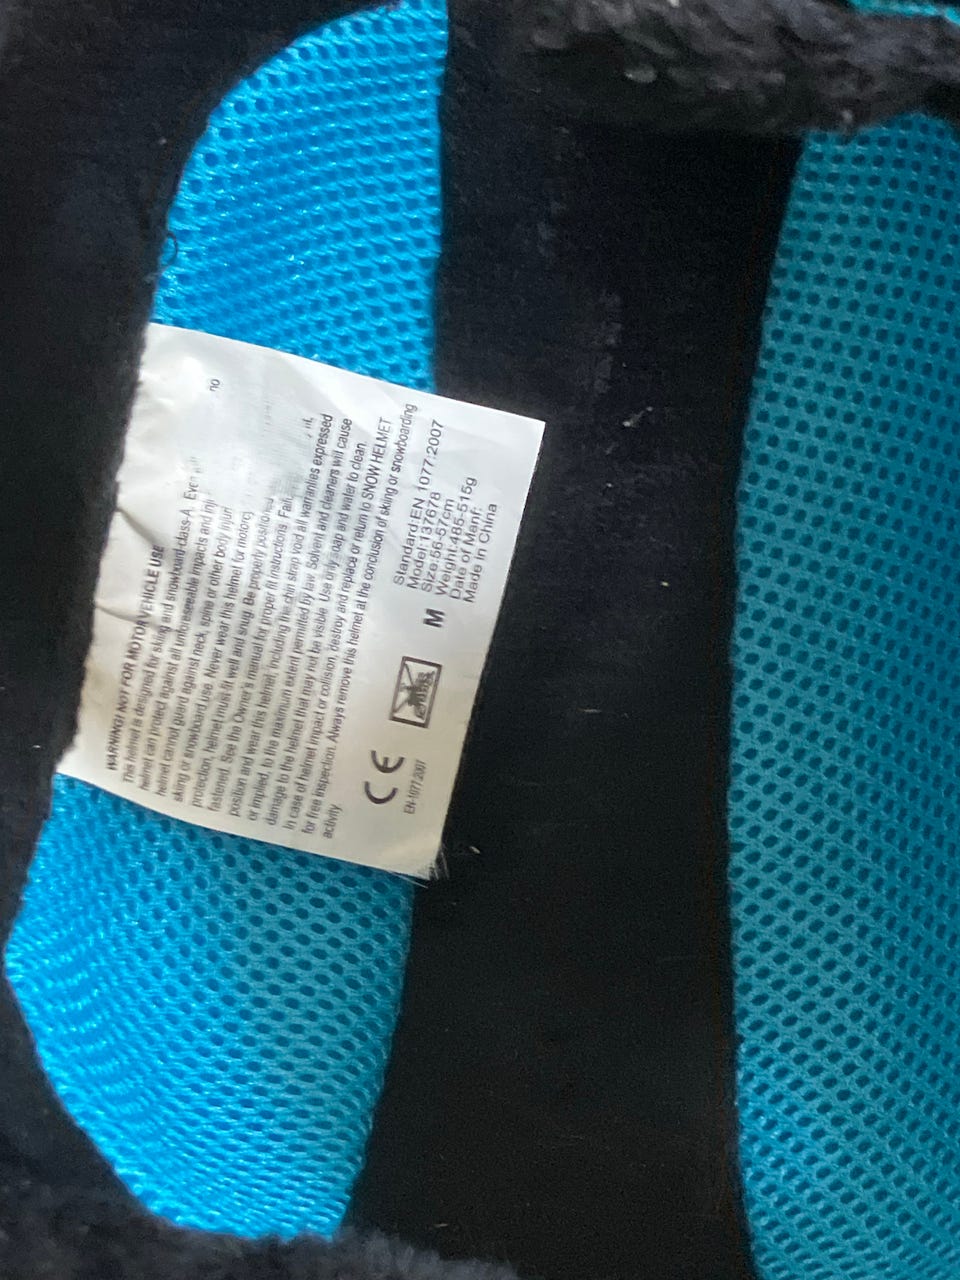 WARNING! NOT FOR MOTOR VEHICLE USE
This helmet is designed for skiing and snowboard-class-A. Even no
helmet can protect against all unforeseeable impacts and
helmet cannot guard against neck, spine or other body
skiing or snowboard use. Never wear this helmet for
protection, helmet must fit well and snug. Be properly positioned
fastened. See the Owner's manual for proper fit instructions.
position and wear this helmet, including the chin strap void all warranties expressed
or implied, to the maximum extent permitted by law. Solvent and cleaners will cause
damage to the helmet that may not be visible. Use only soap and water to clean.
In case of helmet impact or collision, destroy and replace or return to SNOW HELMET
for free inspection. Always remove this helmet at the conclusion of skiing or snowboarding
activity.
CE
EN-1077:2007
M
Standard:EN 1077:2007
Model:137678
Size:56-57cm
Weight:485-515g
Date of Manf:
Made in China